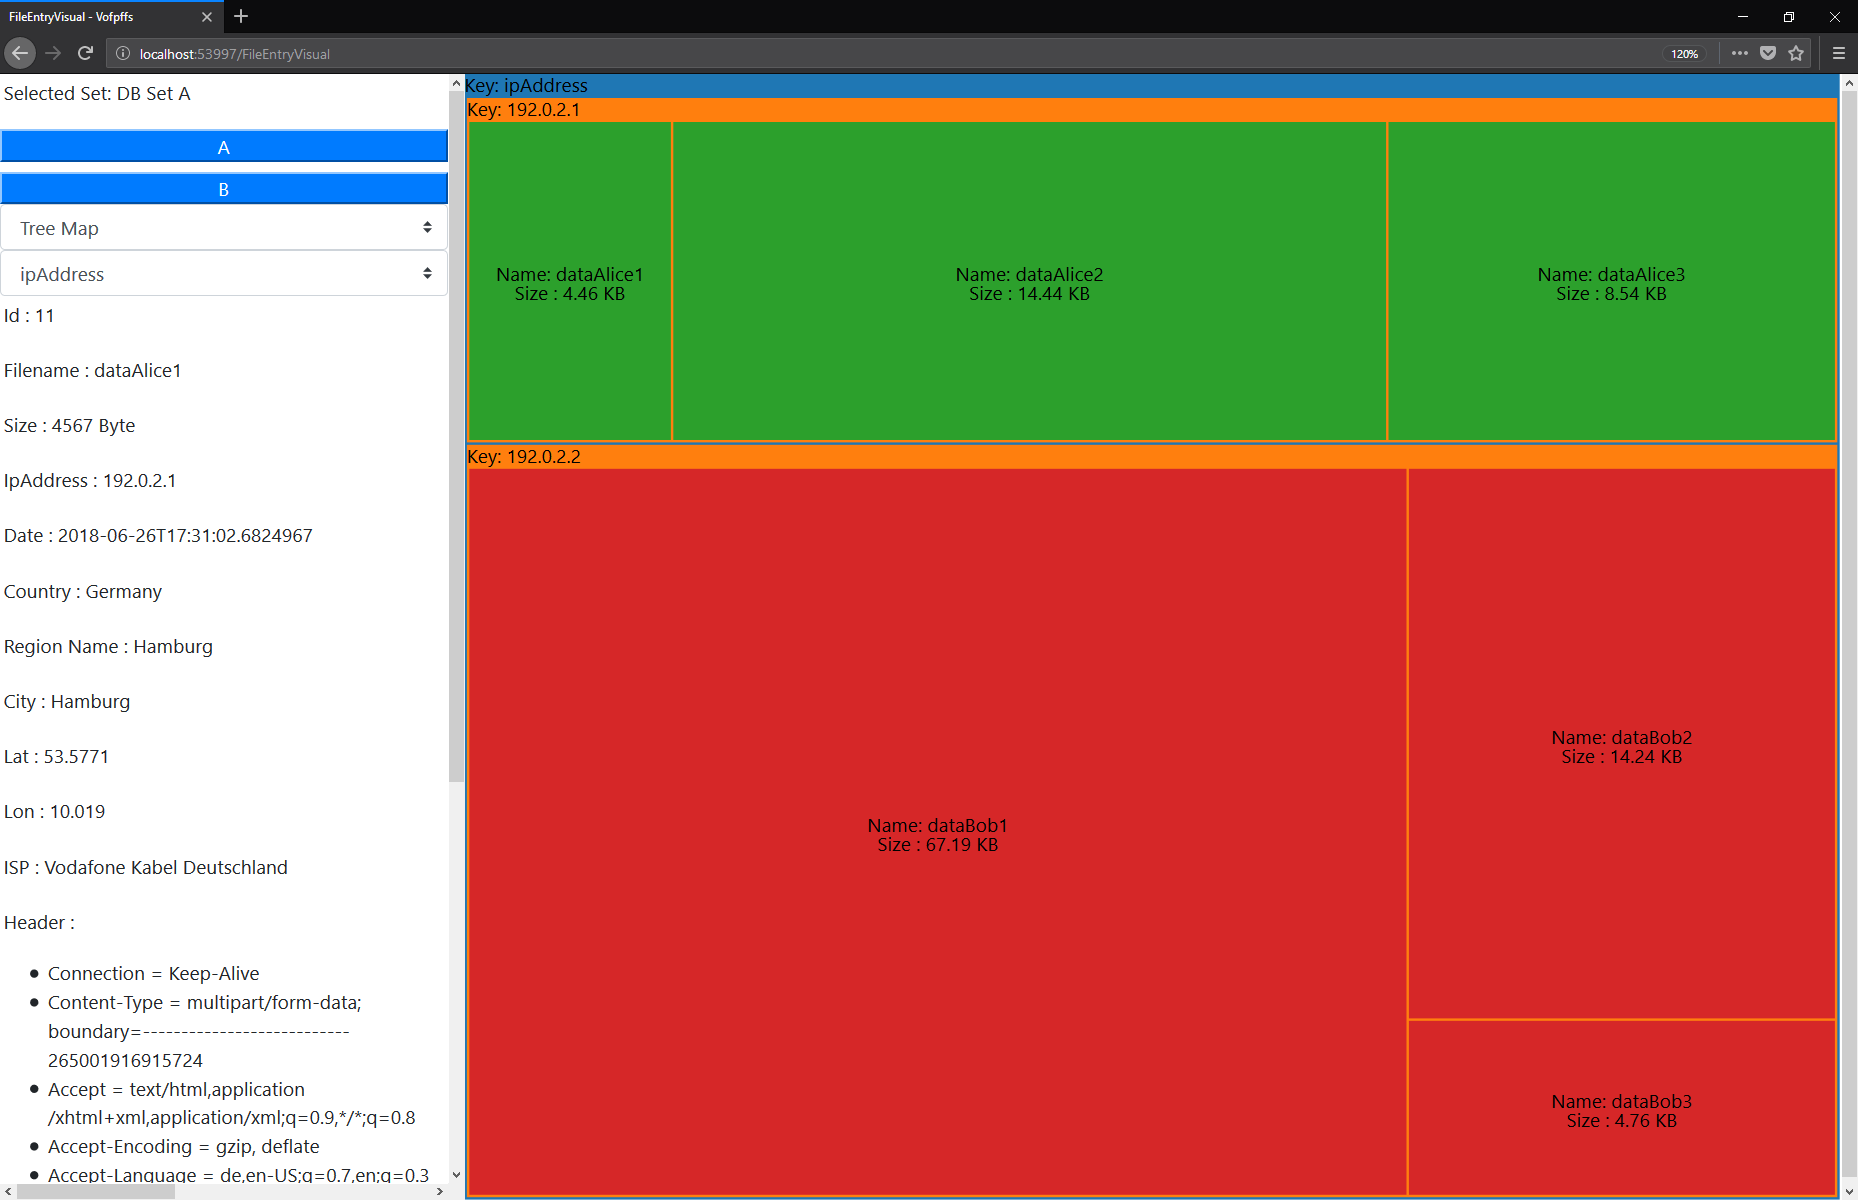 FileEntryVisual - Vofpffs
localhost:53997/FileEntryVisual
120%
Selected Set: DB Set A
A
B
Tree Map
ipAddress
Id : 11
Filename : dataAlice1
Size : 4567 Byte
IpAddress : 192.0.2.1
Date : 2018-06-26T17:31:02.6824967
Country : Germany
Region Name : Hamburg
City : Hamburg
Lat : 53.5771
Lon : 10.019
ISP : Vodafone Kabel Deutschland
Header :
Connection = Keep-Alive
Content-Type = multipart/form-data;
boundary=---------------------------
265001916915724
Accept = text/html,application
/xhtml+xml,application/xml;q=0.9,*/*;q=0.8
Accept-Encoding = gzip, deflate
Accept-Language = de,en-US;q=0.7,en;q=0.3
Key: ipAddress
Key: 192.0.2.1
Name: dataAlice1
Size : 4.46 KB
Name: dataAlice2
Size : 14.44 KB
Name: dataAlice3
Size : 8.54 KB
Key: 192.0.2.2
Name: dataBob1
Size : 67.19 KB
Name: dataBob2
Size : 14.24 KB
Name: dataBob3
Size : 4.76 KB